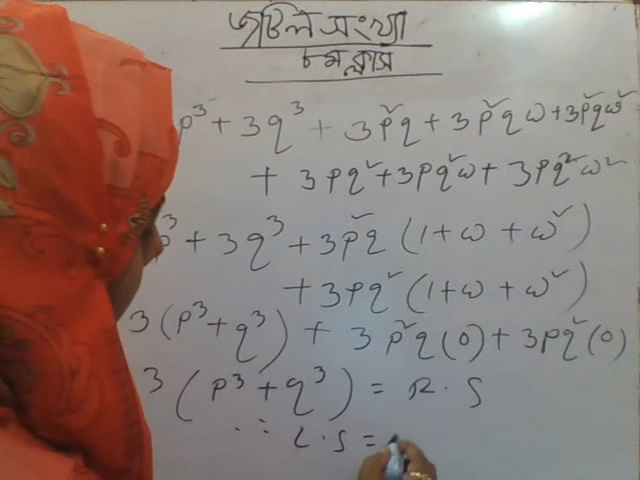 জটিল সংখ্যা
৮ম ক্লাস
p³ + 3q³ + 3p²q + 3p²qω + 3p²qω²
+ 3pq² + 3pq²ω + 3pq²ω²
p³ + 3q³ + 3p²q (1 + ω + ω²)
+ 3pq² (1 + ω + ω²)
3 (p³ + q³) + 3p²q (0) + 3pq² (0)
3 (p³ + q³) = R.S
∴ L.S =